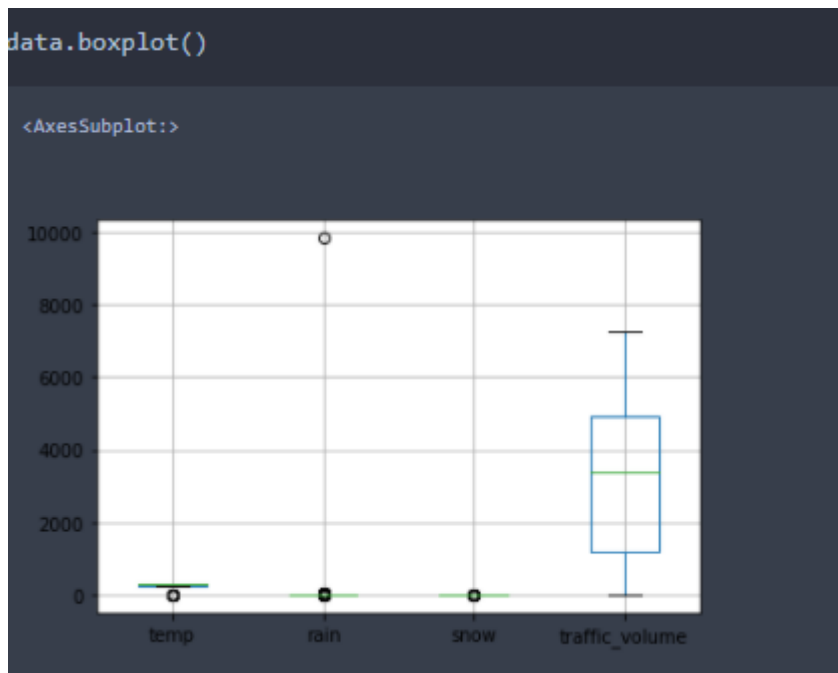 data.boxplot()
<AxesSubplot:>
10000
8000
6000
4000
2000
0
temp rain snow traffic_volume